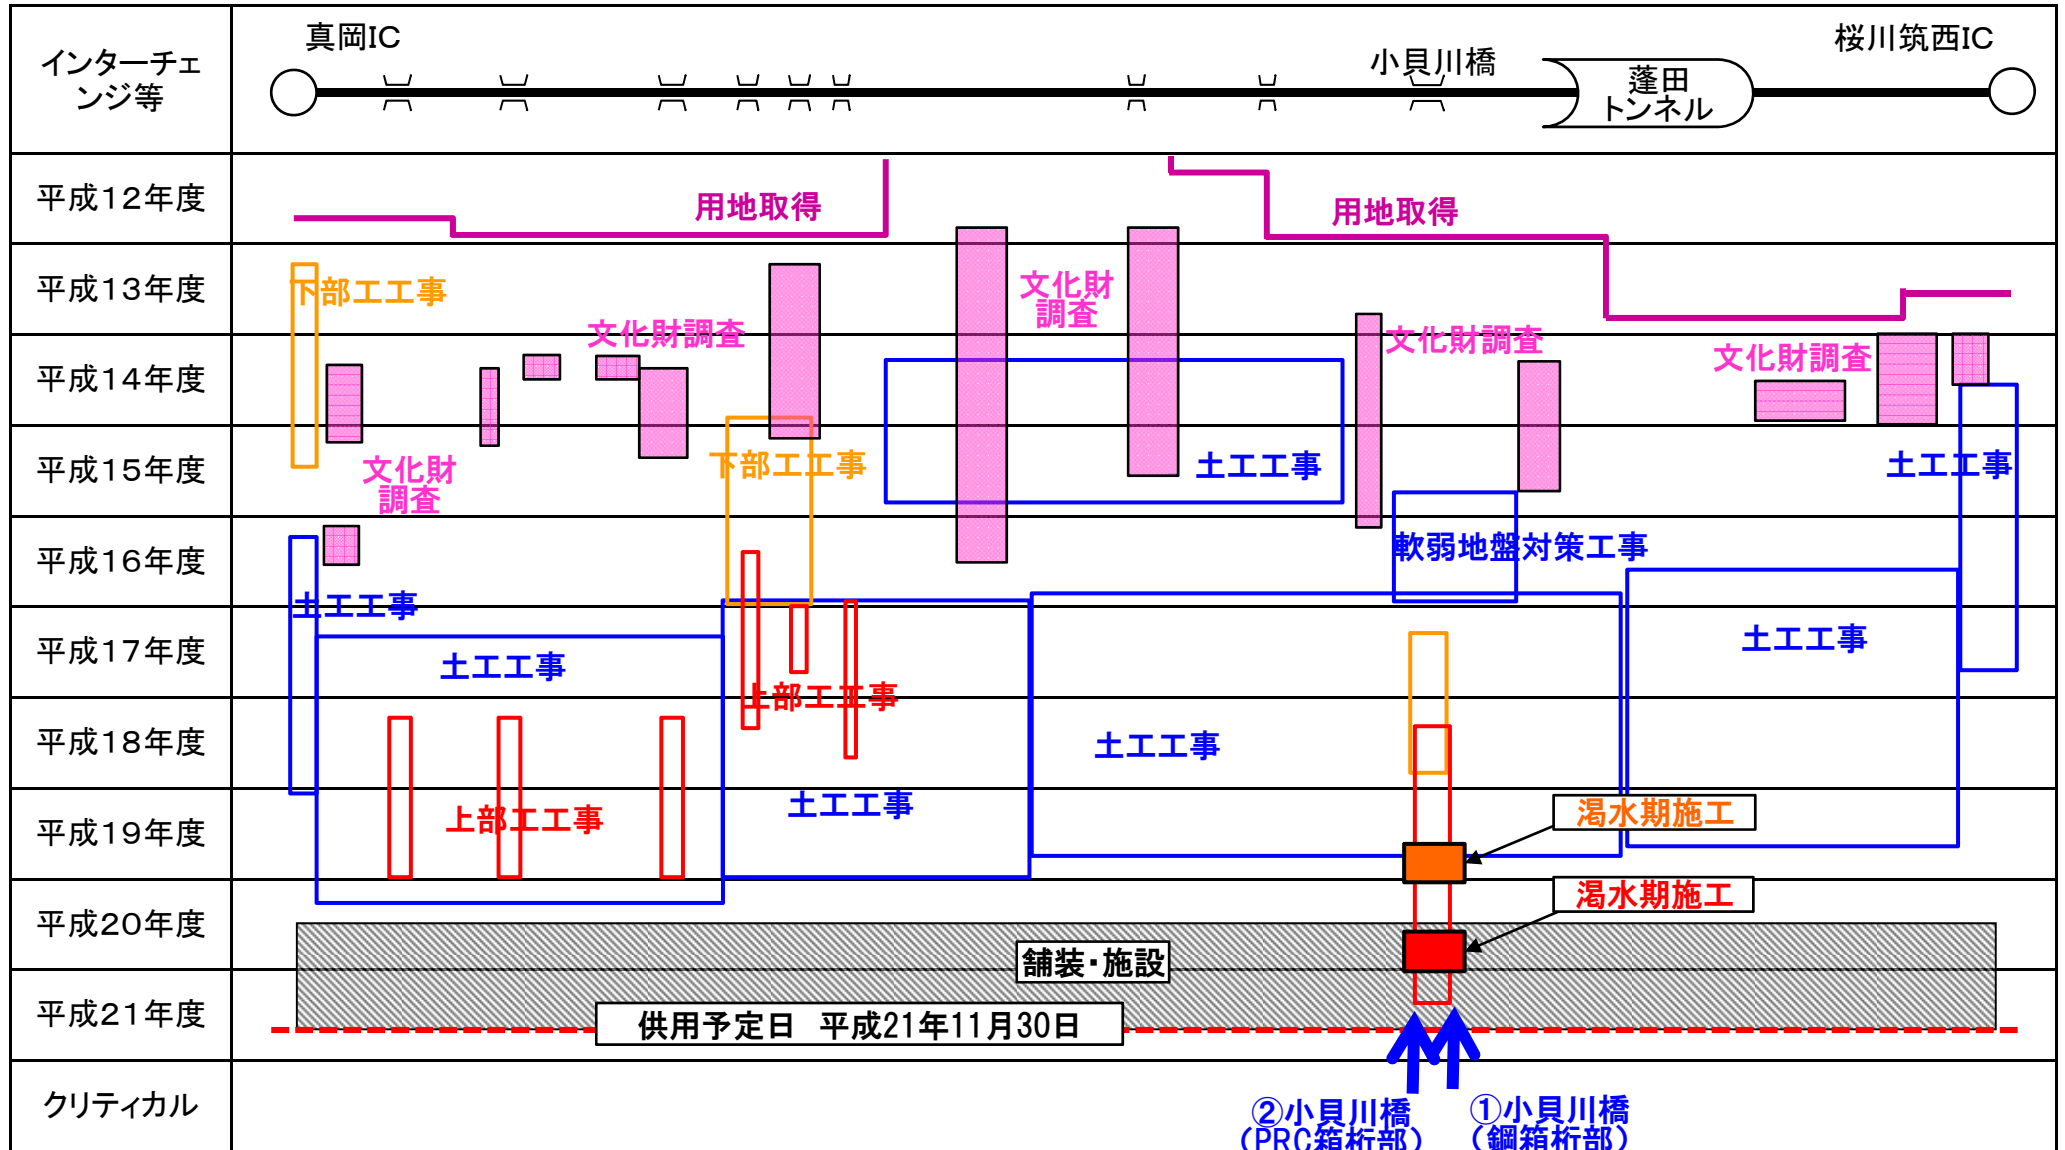 インターチェ
ンジ等
真岡IC
小貝川橋
蓬田
トンネル
桜川筑西IC
平成12年度
用地取得
用地取得
平成13年度
下部工工事
文化財
調査
文化財調査
文化財調査
平成14年度
文化財調査
平成15年度
文化財
調査
下部工工事
土工工事
土工工事
平成16年度
軟弱地盤対策工事
土工工事
平成17年度
土工工事
土工工事
上部工工事
平成18年度
土工工事
平成19年度
上部工工事
土工工事
渇水期施工
渇水期施工
平成20年度
舗装・施設
平成21年度
供用予定日 平成21年11月30日
クリティカル
②小貝川橋
(PRC箱桁部)
①小貝川橋
(鋼箱桁部)